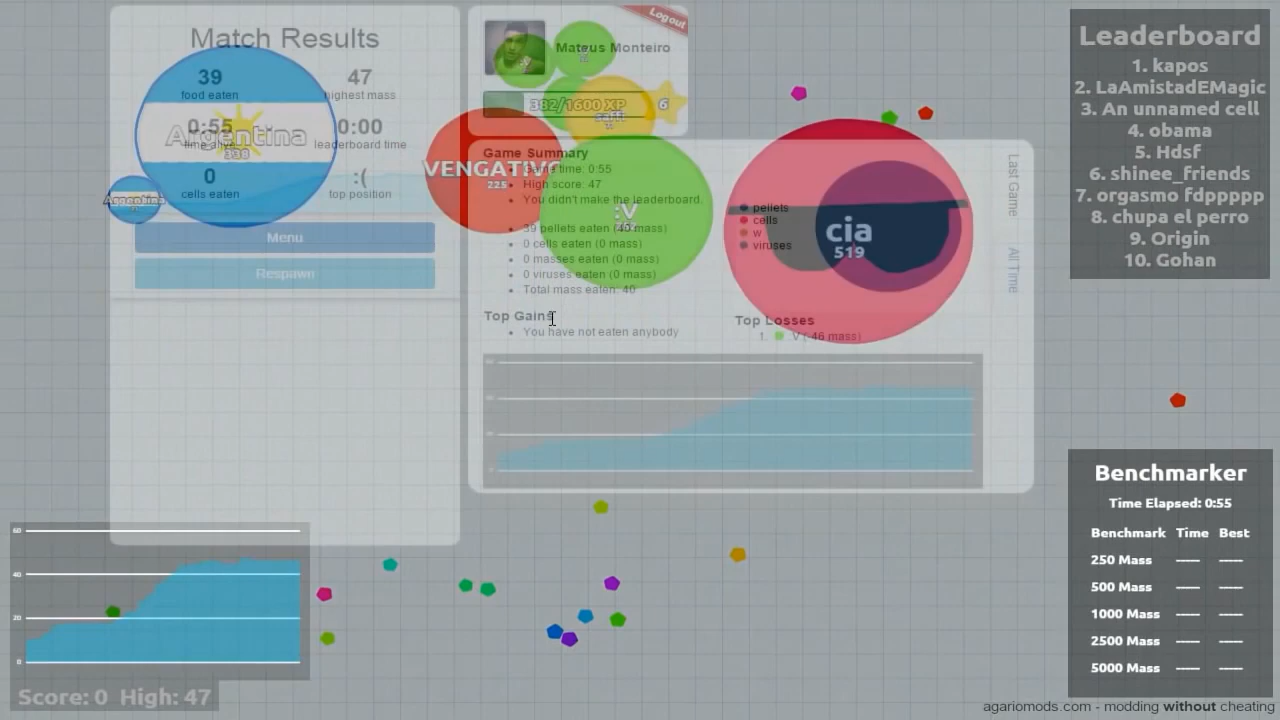 Match Results
39
47
food eaten
highest mass
0:55
0:00
time alive
leaderboard time
0
:(
cells eaten
top position
Menu
Respawn
Argentina
338
Argentina
Logout
Mateus Monteiro
382/1600 XP
6
VENGATIVO
225
:V
Game Summary
Game time: 0:55
High score: 47
You didn't make the leaderboard.
39 pellets eaten (40 mass)
0 cells eaten (0 mass)
0 masses eaten (0 mass)
0 viruses eaten (0 mass)
Total mass eaten: 40
Top Gains
You have not eaten anybody
pellets
cells
w
viruses
cia
519
Top Losses
1. V (-46 mass)
Last Game
All Time
Leaderboard
1. kapos
2. LaAmistadEMagic
3. An unnamed cell
4. obama
5. Hdsf
6. shinee_friends
7. orgasmo fdppppp
8. chupa el perro
9. Origin
10. Gohan
Benchmarker
Time Elapsed: 0:55
Benchmark Time Best
250 Mass ---- ----
500 Mass ---- ----
1000 Mass ---- ----
2500 Mass ---- ----
5000 Mass ---- ----
60
40
20
0
Score: 0 High: 47
agariomods.com - modding without cheating